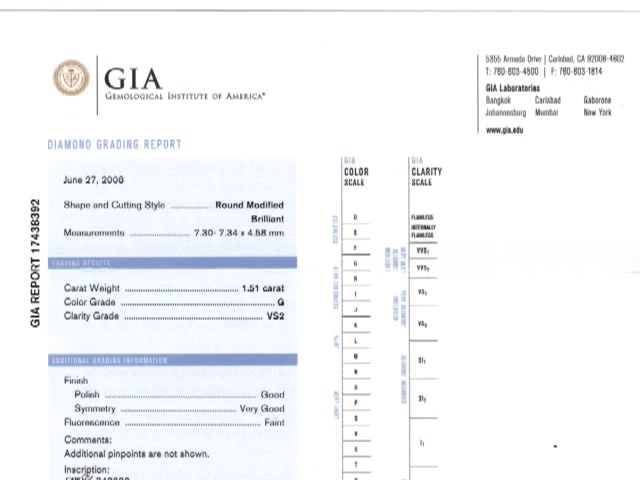 GIA
GEMOLOGICAL INSTITUTE OF AMERICA®
5355 Armada Drive | Carlsbad, CA 92008-4602
T: 760-603-4500 | F: 760-603-1814
GIA Laboratories
Bangkok Carlsbad Gaborone
Johannesburg Mumbai New York
www.gia.edu
DIAMOND GRADING REPORT
GIA REPORT 17438392
June 27, 2008
Shape and Cutting Style Round Modified
Brilliant
Measurements 7.30- 7.34 x 4.58 mm
GRADING RESULTS
Carat Weight 1.51 carat
Color Grade G
Clarity Grade VS2
ADDITIONAL GRADING INFORMATION
Finish
Polish Good
Symmetry Very Good
Fluorescence Faint
Comments:
Additional pinpoints are not shown.
Inscription:
GIA
COLOR
SCALE
D
E
F
G
H
I
J
K
L
M
N
O
P
Q
R
S
T
GIA
CLARITY
SCALE
FLAWLESS
INTERNALLY
FLAWLESS
VVS₁
VVS₂
VS₁
VS₂
SI₁
SI₂
I₁